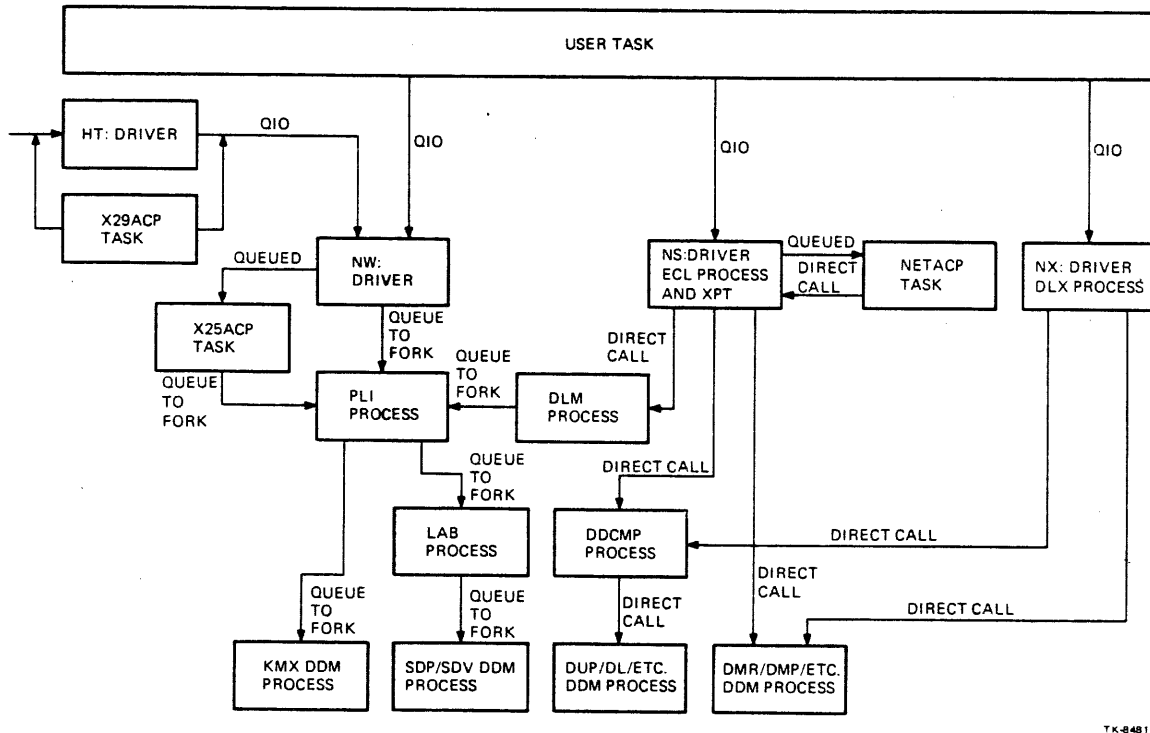 USER TASK
HT: DRIVER
QIO
QIO
QIO
QIO
X29ACP
TASK
QUEUED
NW:
DRIVER
NS:DRIVER
ECL PROCESS
AND XPT
QUEUED
DIRECT
CALL
NETACP
TASK
NX: DRIVER
DLX PROCESS
X25ACP
TASK
QUEUE
TO
FORK
QUEUE
TO
FORK
PLI
PROCESS
QUEUE
TO
FORK
DLM
PROCESS
DIRECT
CALL
QUEUE
TO
FORK
DIRECT CALL
LAB
PROCESS
DDCMP
PROCESS
DIRECT CALL
QUEUE
TO
FORK
QUEUE
TO
FORK
DIRECT
CALL
DIRECT
CALL
DIRECT CALL
KMX DDM
PROCESS
SDP/SDV DDM
PROCESS
DUP/DL/ETC.
DDM PROCESS
DMR/DMP/ETC.
DDM PROCESS
TK-8481